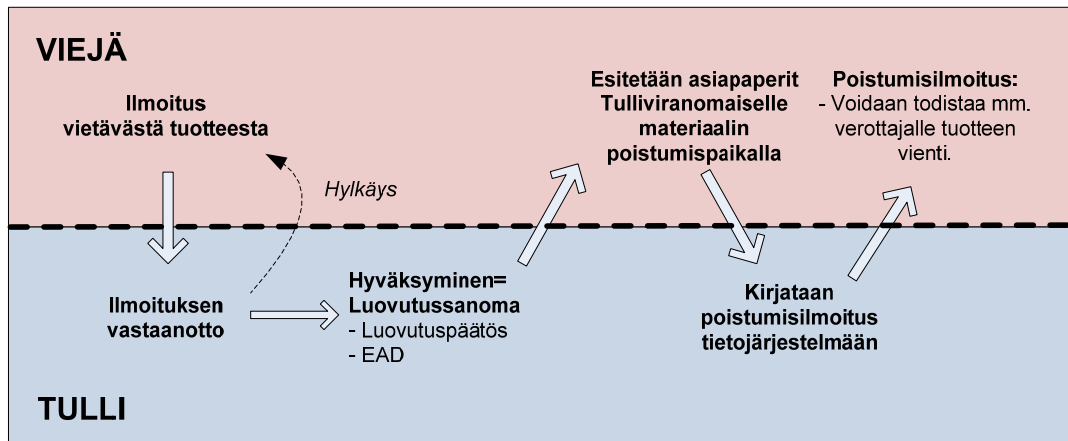 VIEJÄ
Ilmoitus
vietävästä tuotteesta
Hylkäys
Esitetään asiapaperit
Tulliviranomaiselle
materiaalin
poistumispaikalla
Poistumisilmoitus:
- Voidaan todistaa mm.
verottajalle tuotteen
vienti.
Ilmoituksen
vastaanotto
Hyväksyminen=
Luovutussanoma
- Luovutuspäätös
- EAD
Kirjataan
poistumisilmoitus
tietojärjestelmään
TULLI